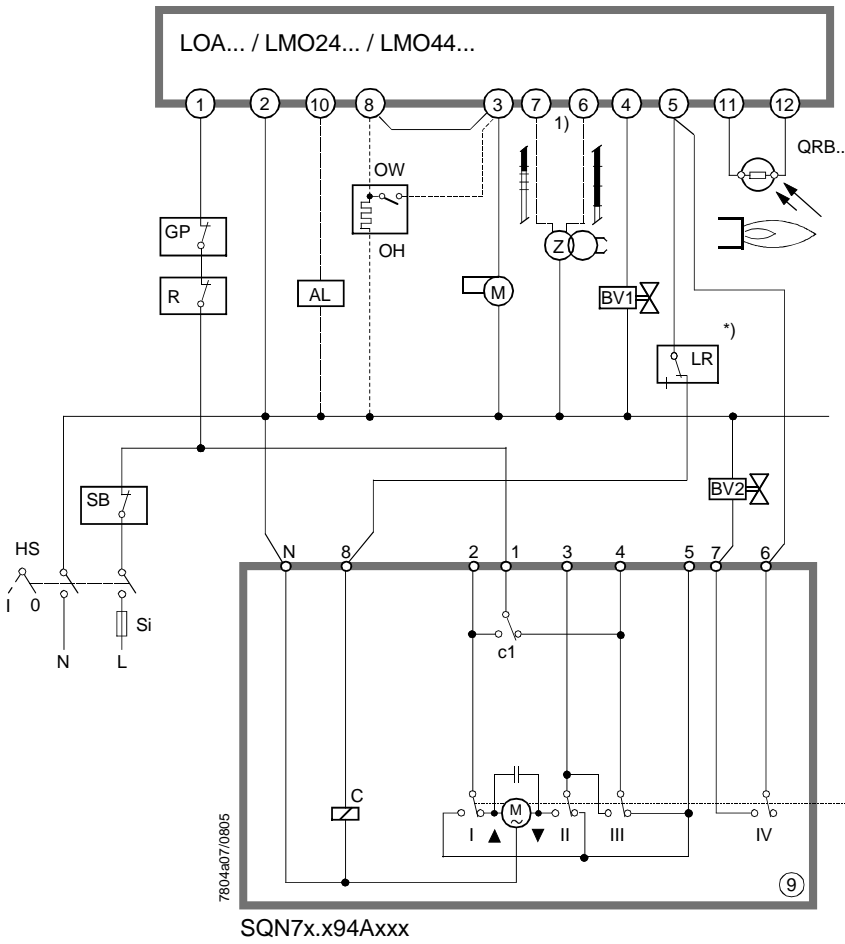 LOA... / LMO24... / LMO44...
1 2 10 8 3 7 6 4 5 11 12
1)
QRB..
OW
GP
OH
Z
R
AL
M
BV1
*)
LR
SB
BV2
HS
N 8 2 1 3 4 5 7 6
I 0
Si
c1
N L
C
M
~
I ▲ ▼ II III IV
7804a07/0805
9
SQN7x.x94Axxx